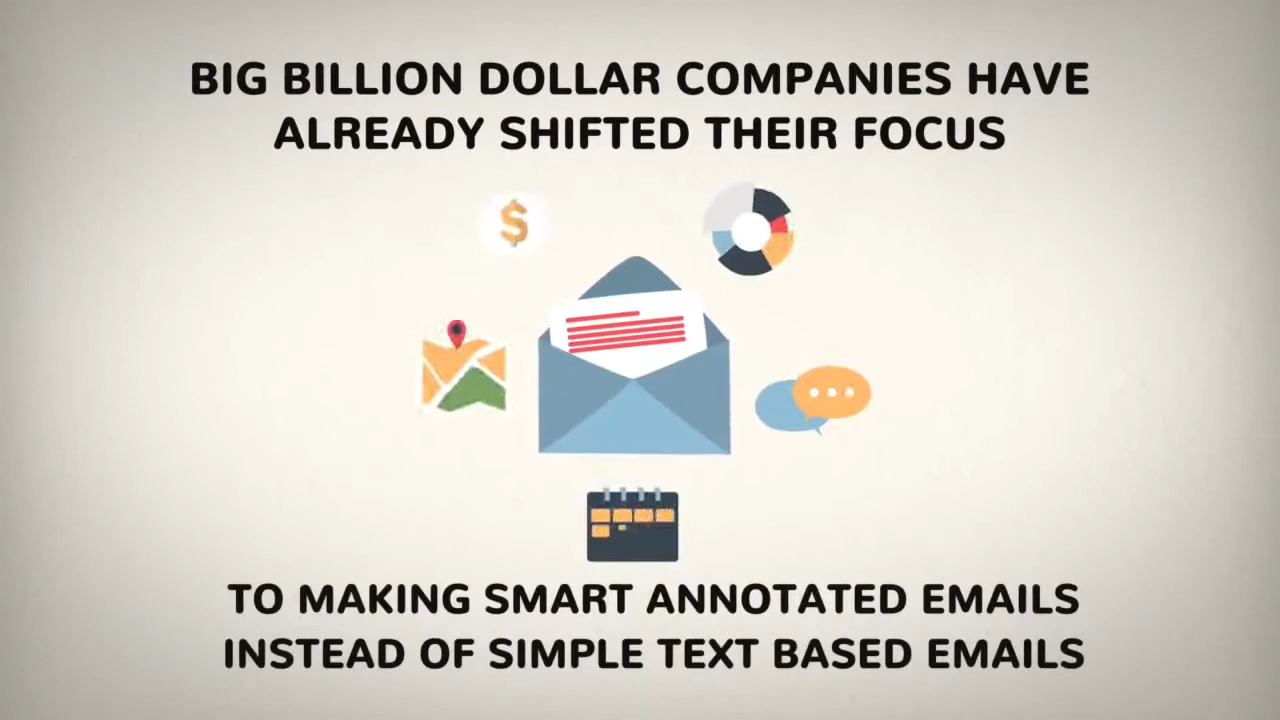 BIG BILLION DOLLAR COMPANIES HAVE
ALREADY SHIFTED THEIR FOCUS
$
TO MAKING SMART ANNOTATED EMAILS
INSTEAD OF SIMPLE TEXT BASED EMAILS